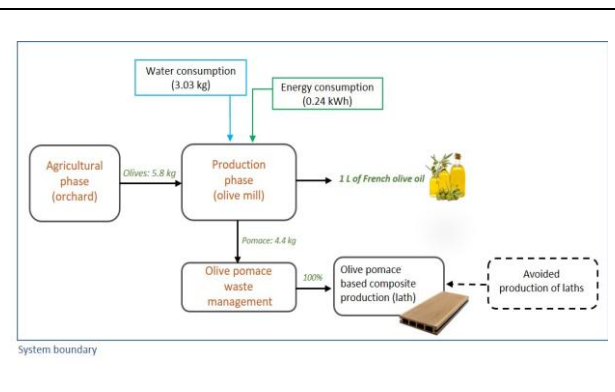 Water consumption
(3.03 kg)
Energy consumption
(0.24 kWh)
Agricultural
phase
(orchard)
Olives: 5.8 kg
Production
phase
(olive mill)
1 L of French olive oil
Pomace: 4.4 kg
Olive pomace
waste
management
100%
Olive pomace
based composite
production (lath)
Avoided
production of laths
System boundary